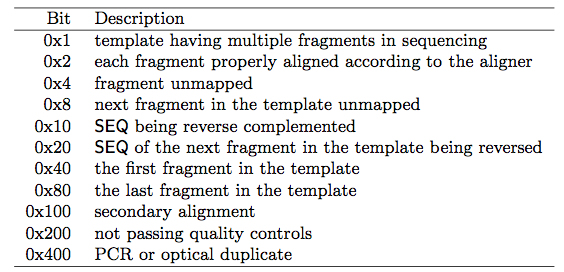 Bit Description
0x1 template having multiple fragments in sequencing
0x2 each fragment properly aligned according to the aligner
0x4 fragment unmapped
0x8 next fragment in the template unmapped
0x10 SEQ being reverse complemented
0x20 SEQ of the next fragment in the template being reversed
0x40 the first fragment in the template
0x80 the last fragment in the template
0x100 secondary alignment
0x200 not passing quality controls
0x400 PCR or optical duplicate